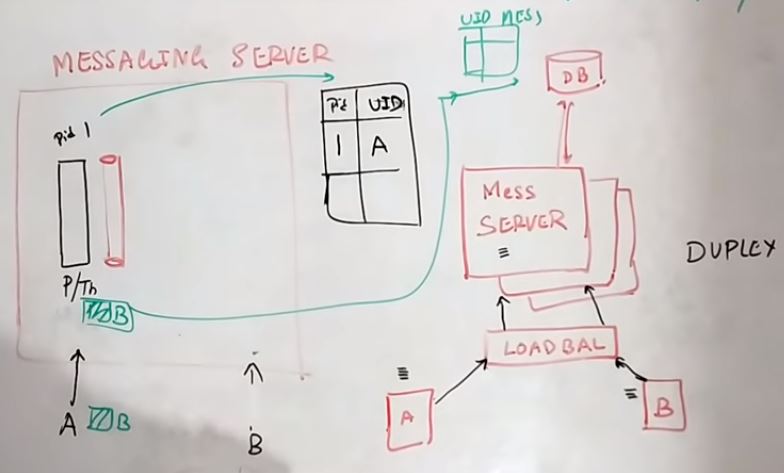 UID MESS
MESSAGING SERVER
DB
Pid UID
1 A
Pid 1
Mess
SERVER
DUPLEX
P/Th
B
LOAD BAL
A B
B
A
B